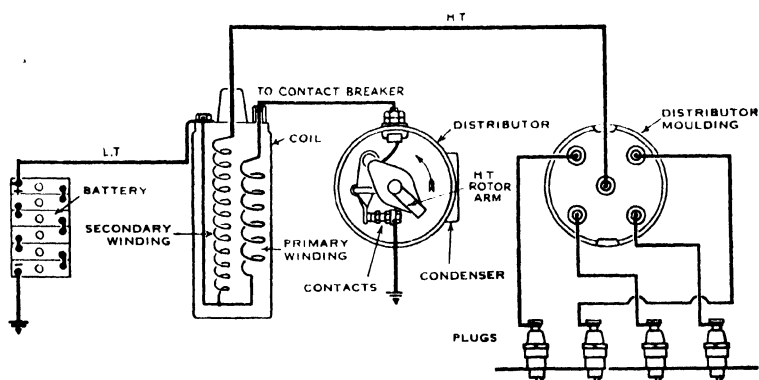 H.T
TO CONTACT BREAKER
COIL
DISTRIBUTOR
DISTRIBUTOR
MOULDING
L.T
+
BATTERY
H T
ROTOR
ARM
SECONDARY
WINDING
PRIMARY
WINDING
CONTACTS
CONDENSER
–
PLUGS